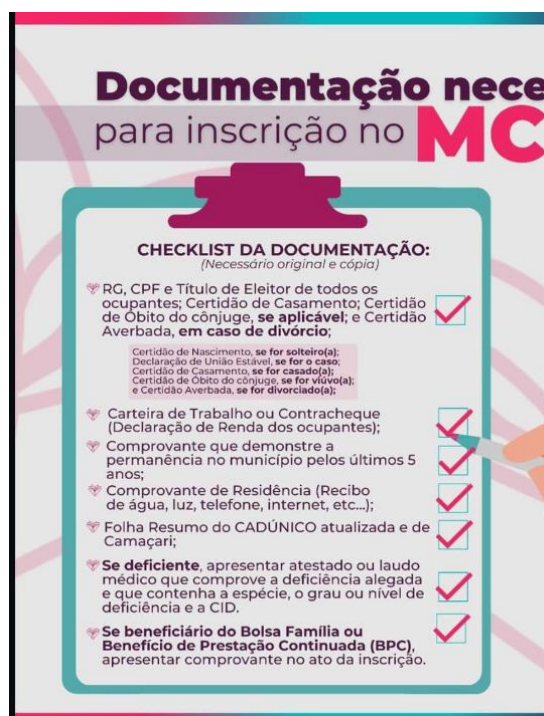 Documentação nece
para inscrição no MC
CHECKLIST DA DOCUMENTAÇÃO:
(Necessário original e cópia)
RG, CPF e Título de Eleitor de todos os
ocupantes; Certidão de Casamento; Certidão
de Óbito do cônjuge, se aplicável; e Certidão
Averbada, em caso de divórcio;
Certidão de Nascimento, se for solteiro(a);
Declaração de União Estável, se for o caso;
Certidão de Casamento, se for casado(a);
Certidão de Óbito do cônjuge, se for viúvo(a);
e Certidão Averbada, se for divorciado(a);
Carteira de Trabalho ou Contracheque
(Declaração de Renda dos ocupantes);
Comprovante que demonstre a
permanência no município pelos últimos 5
anos;
Comprovante de Residência (Recibo
de água, luz, telefone, internet, etc...);
Folha Resumo do CADÚNICO atualizada e de
Camaçari;
Se deficiente, apresentar atestado ou laudo
médico que comprove a deficiência alegada
e que contenha a espécie, o grau ou nível de
deficiência e a CID.
Se beneficiário do Bolsa Família ou
Benefício de Prestação Continuada (BPC),
apresentar comprovante no ato da inscrição.